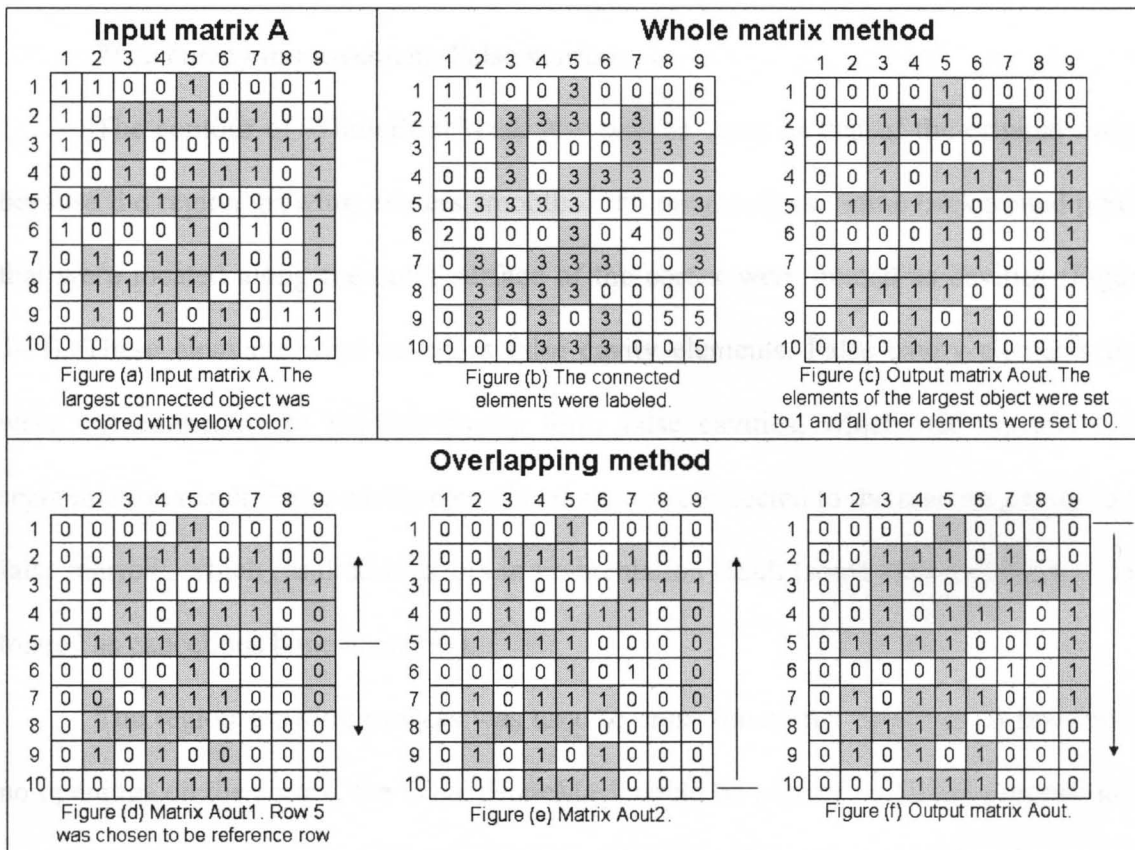 Input matrix A
1 2 3 4 5 6 7 8 9
1 1 1 0 0 1 0 0 0 1
2 1 0 1 1 1 0 1 0 0
3 1 0 1 0 0 0 1 1 1
4 0 0 1 0 1 1 1 0 1
5 0 1 1 1 1 0 0 0 1
6 1 0 0 0 1 0 1 0 1
7 0 1 0 1 1 1 0 0 1
8 0 1 1 1 1 0 0 0 0
9 0 1 0 1 0 1 0 1 1
10 0 0 0 1 1 1 0 0 1
Figure (a) Input matrix A. The
largest connected object was
colored with yellow color.
Whole matrix method
1 2 3 4 5 6 7 8 9
1 1 1 0 0 3 0 0 0 6
2 1 0 3 3 3 0 3 0 0
3 1 0 3 0 0 0 3 3 3
4 0 0 3 0 3 3 3 0 3
5 0 3 3 3 3 0 0 0 3
6 2 0 0 0 3 0 4 0 3
7 0 3 0 3 3 3 0 0 3
8 0 3 3 3 3 0 0 0 0
9 0 3 0 3 0 3 0 5 5
10 0 0 0 3 3 3 0 0 5
Figure (b) The connected
elements were labeled.
1 2 3 4 5 6 7 8 9
1 0 0 0 0 1 0 0 0 0
2 0 0 1 1 1 0 1 0 0
3 0 0 1 0 0 0 1 1 1
4 0 0 1 0 1 1 1 0 1
5 0 1 1 1 1 0 0 0 1
6 0 0 0 0 1 0 0 0 1
7 0 1 0 1 1 1 0 0 1
8 0 1 1 1 1 0 0 0 0
9 0 1 0 1 0 1 0 0 0
10 0 0 0 1 1 1 0 0 0
Figure (c) Output matrix Aout. The
elements of the largest object were set
to 1 and all other elements were set to 0.
Overlapping method
1 2 3 4 5 6 7 8 9
1 0 0 0 0 1 0 0 0 0
2 0 0 1 1 1 0 1 0 0
3 0 0 1 0 0 0 1 1 1
4 0 0 1 0 1 1 1 0 0
5 0 1 1 1 1 0 0 0 0
6 0 0 0 0 1 0 0 0 0
7 0 0 0 1 1 1 0 0 0
8 0 1 1 1 1 0 0 0 0
9 0 1 0 1 0 0 0 0 0
10 0 0 0 1 1 1 0 0 0
Figure (d) Matrix Aout1. Row 5
was chosen to be reference row
1 2 3 4 5 6 7 8 9
1 0 0 0 0 1 0 0 0 0
2 0 0 1 1 1 0 1 0 0
3 0 0 1 0 0 0 1 1 1
4 0 0 1 0 1 1 1 0 0
5 0 1 1 1 1 0 0 0 0
6 0 0 0 0 1 0 1 0 0
7 0 1 0 1 1 1 0 0 0
8 0 1 1 1 1 0 0 0 0
9 0 1 0 1 0 1 0 0 0
10 0 0 0 1 1 1 0 0 0
Figure (e) Matrix Aout2.
1 2 3 4 5 6 7 8 9
1 0 0 0 0 1 0 0 0 0
2 0 0 1 1 1 0 1 0 0
3 0 0 1 0 0 0 1 1 1
4 0 0 1 0 1 1 1 0 1
5 0 1 1 1 1 0 0 0 1
6 0 0 0 0 1 0 1 0 1
7 0 1 0 1 1 1 0 0 1
8 0 1 1 1 1 0 0 0 0
9 0 1 0 1 0 1 0 0 0
10 0 0 0 1 1 1 0 0 0
Figure (f) Output matrix Aout.